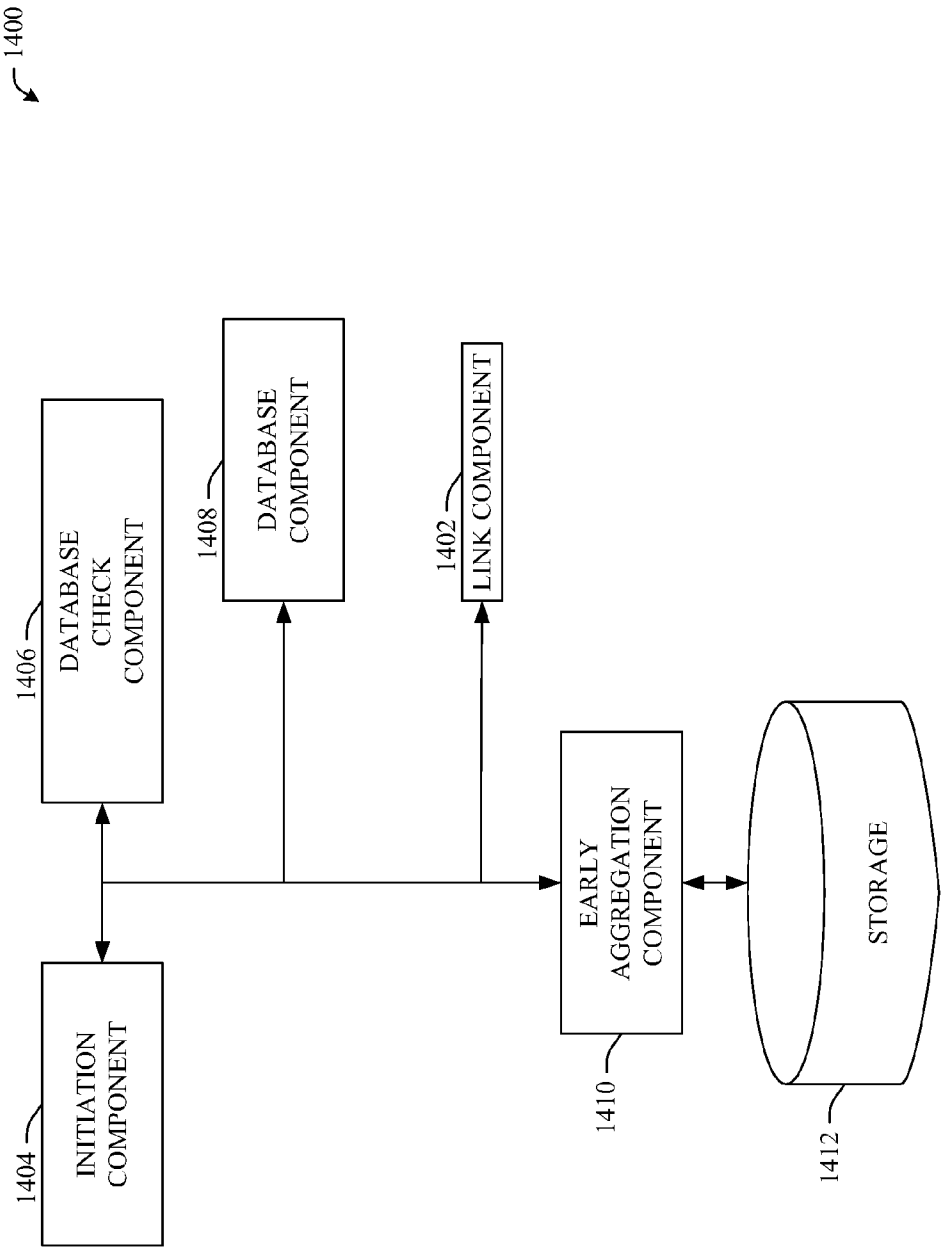 1400
1404
INITIATION
COMPONENT
1406
DATABASE
CHECK
COMPONENT
1408
DATABASE
COMPONENT
1402
LINK COMPONENT
EARLY
AGGREGATION
COMPONENT
1410
STORAGE
1412